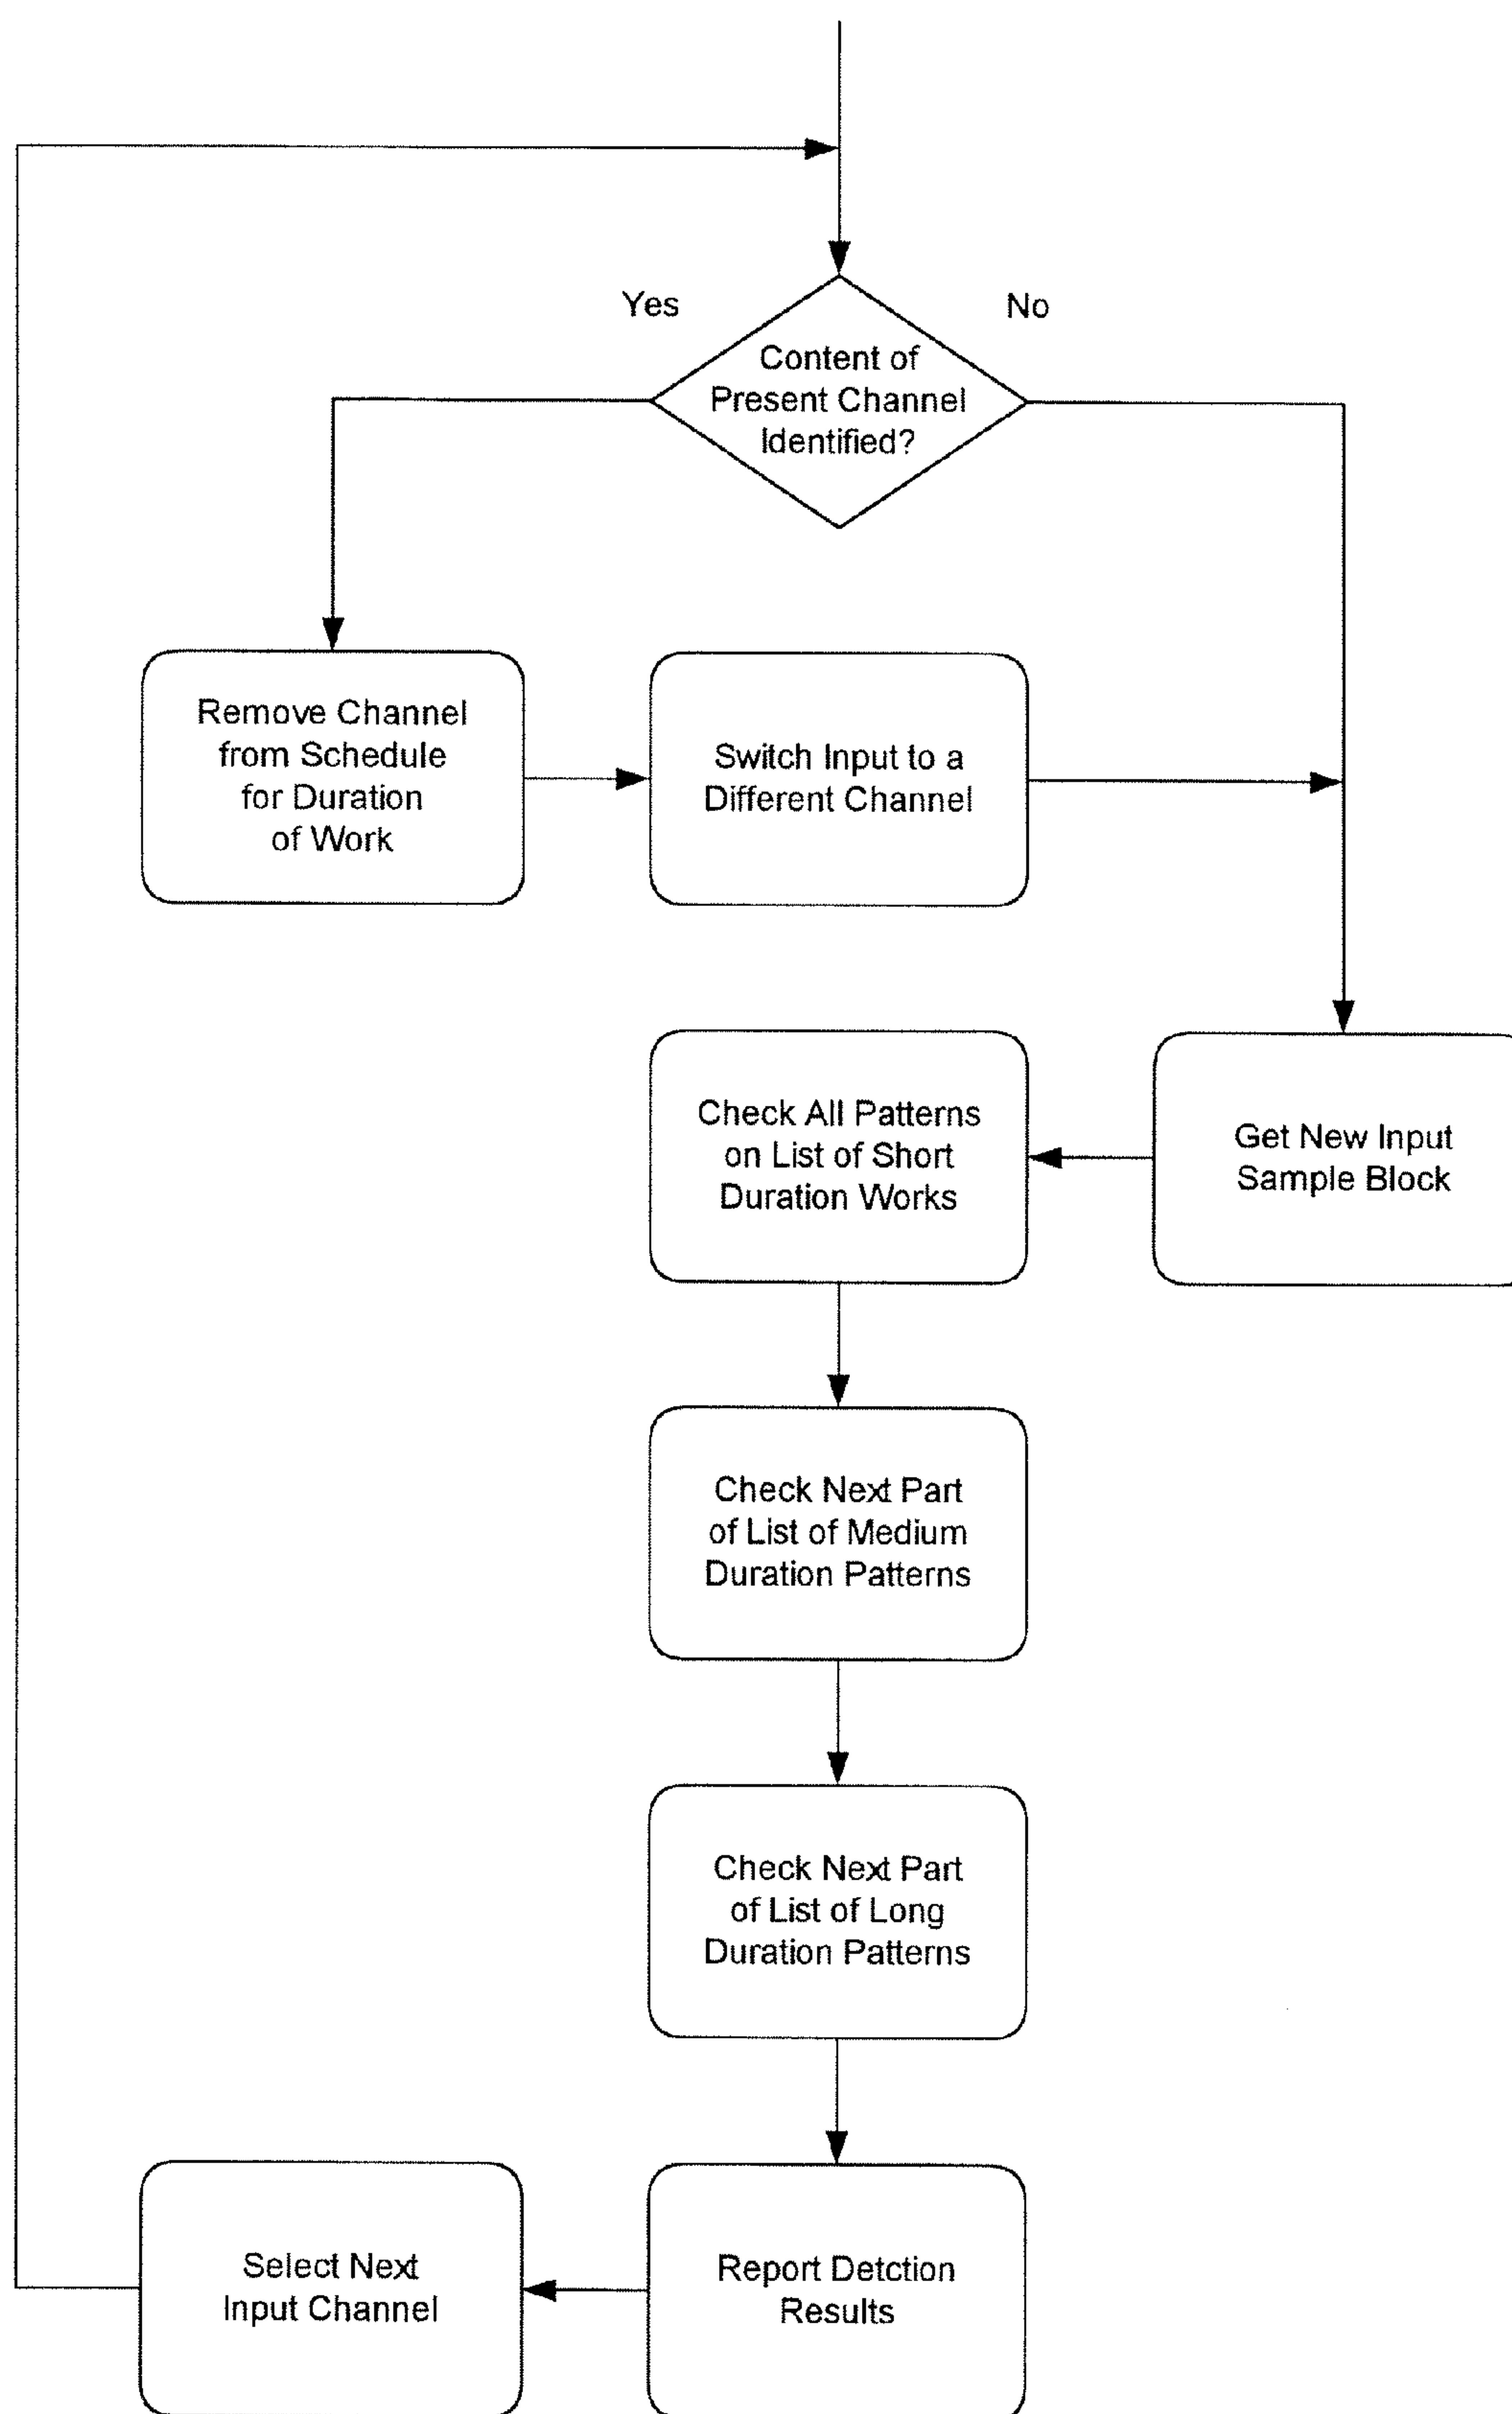 Yes
No
Content of
Present Channel
Identified?
Remove Channel
from Schedule
for Duration
of Work
Switch Input to a
Different Channel
Check All Patterns
on List of Short
Duration Works
Get New Input
Sample Block
Check Next Part
of List of Medium
Duration Patterns
Check Next Part
of List of Long
Duration Patterns
Select Next
Input Channel
Report Detction
Results